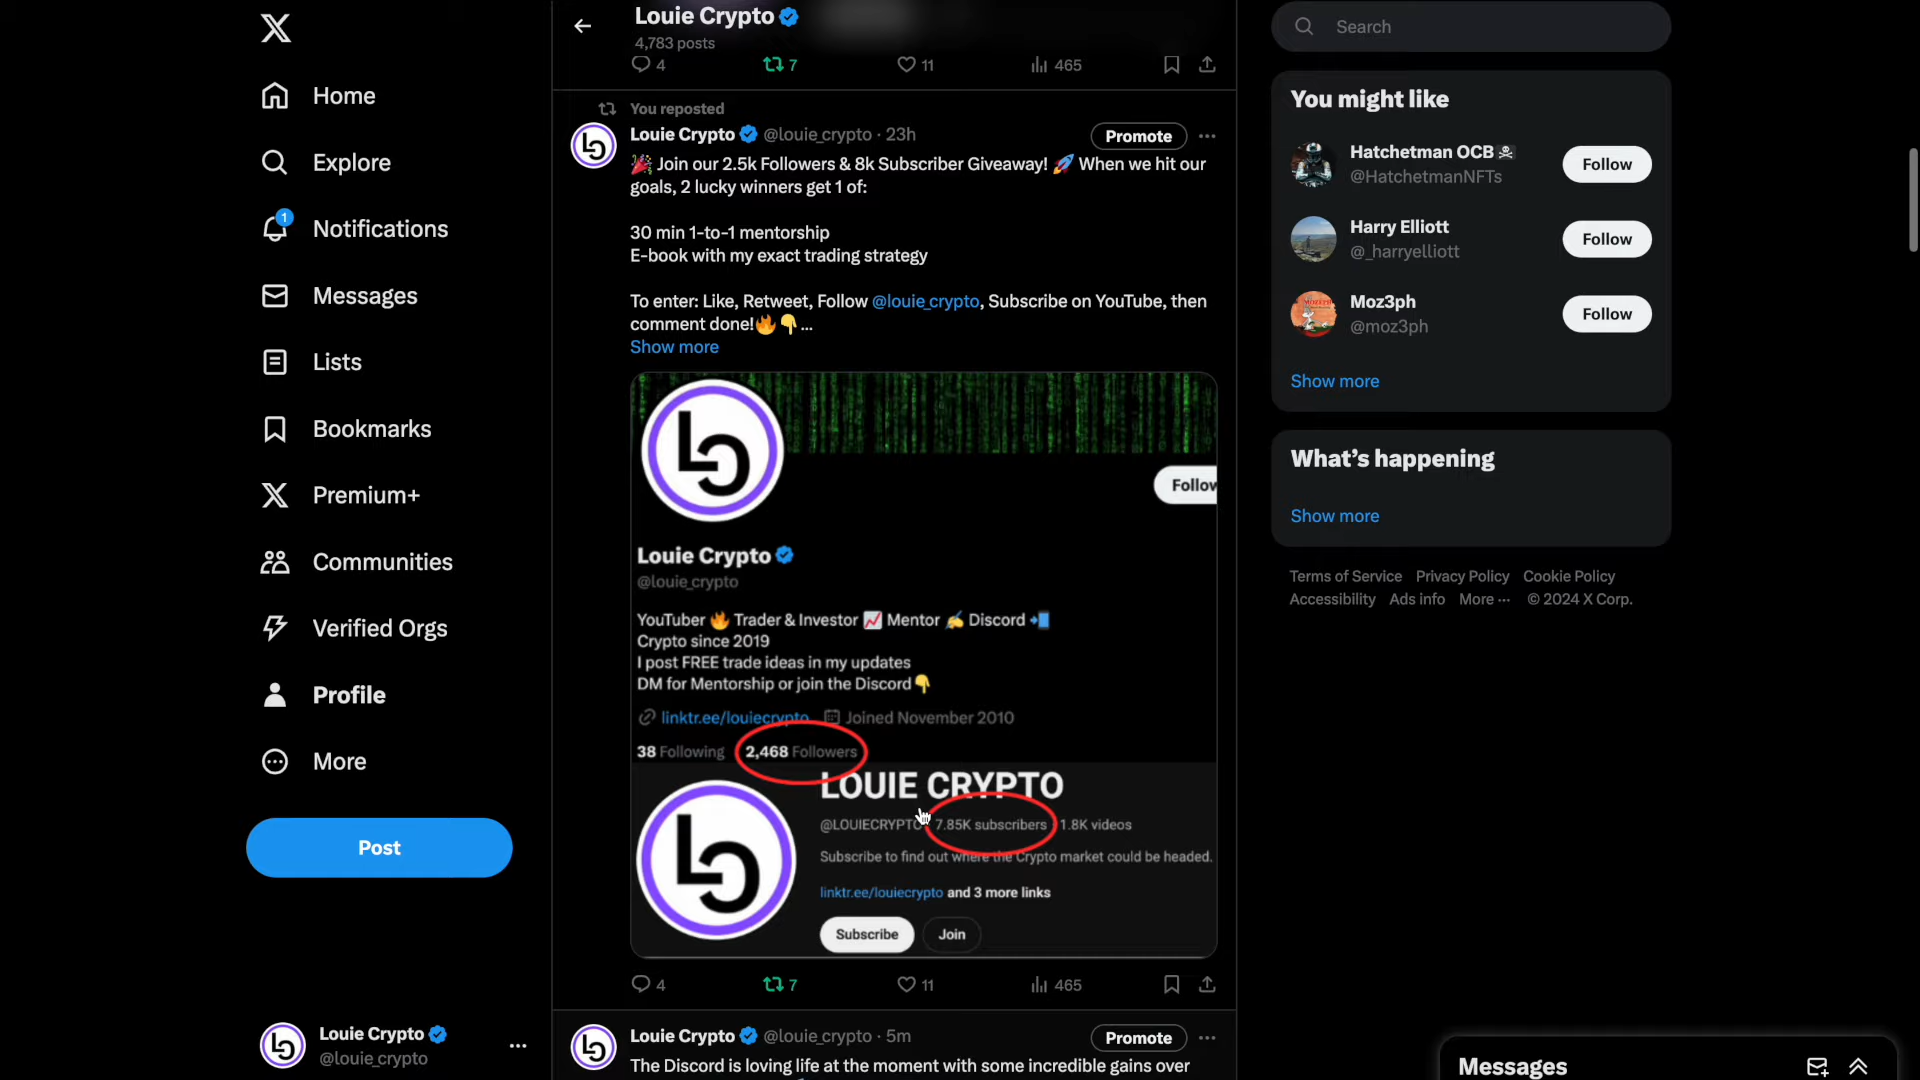 Home
Explore
1
Notifications
Messages
Lists
Bookmarks
Premium+
Communities
Verified Orgs
Profile
More
Post
Louie Crypto
@louie_crypto
Louie Crypto
4,783 posts
4 7 11 465
You reposted
Louie Crypto @louie_crypto · 23h
Promote
🎉 Join our 2.5k Followers & 8k Subscriber Giveaway! 🚀 When we hit our
goals, 2 lucky winners get 1 of:
30 min 1-to-1 mentorship
E-book with my exact trading strategy
To enter: Like, Retweet, Follow @louie_crypto, Subscribe on YouTube, then
comment done!🔥👇...
Show more
Follow
Louie Crypto
@louie_crypto
YouTuber 🔥 Trader & Investor 📈 Mentor ✍️ Discord 📲
Crypto since 2019
I post FREE trade ideas in my updates
DM for Mentorship or join the Discord👇
linktr.ee/louiecrypto Joined November 2010
38 Following 2,468 Followers
LOUIE CRYPTO
@LOUIECRYPTO 7.85K subscribers 1.8K videos
Subscribe to find out where the Crypto market could be headed.
linktr.ee/louiecrypto and 3 more links
Subscribe Join
4 7 11 465
Louie Crypto @louie_crypto · 5m
Promote
The Discord is loving life at the moment with some incredible gains over
Search
You might like
Hatchetman OCB☠
@HatchetmanNFTs
Follow
Harry Elliott
@_harryelliott
Follow
Moz3ph
@moz3ph
Follow
Show more
What's happening
Show more
Terms of Service Privacy Policy Cookie Policy
Accessibility Ads info More ··· © 2024 X Corp.
Messages